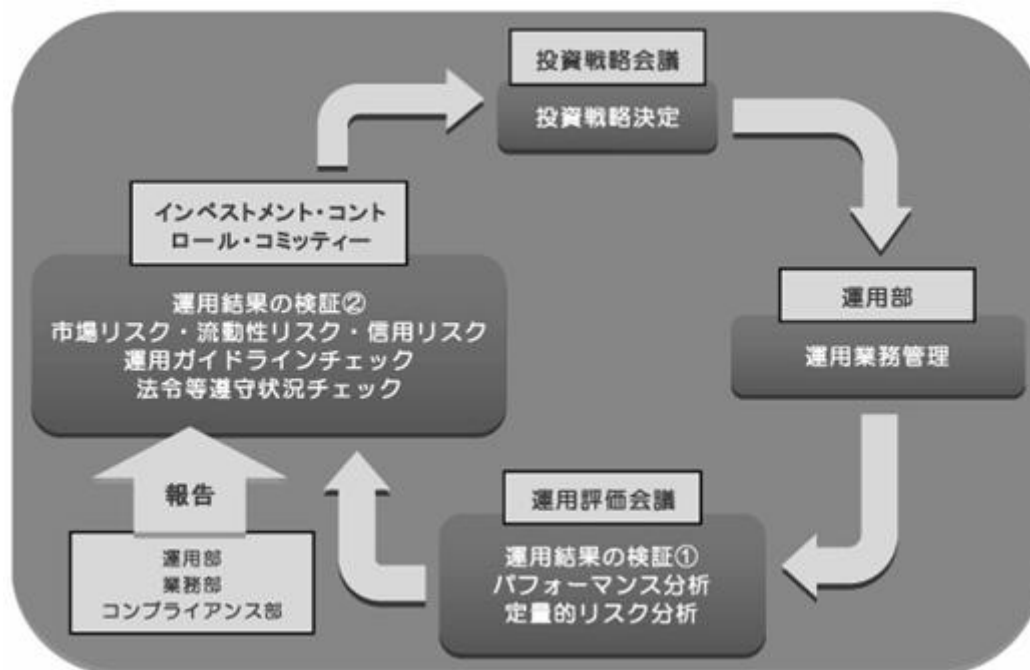 投資戦略会議
投資戦略決定
運用部
運用業務管理
運用評価会議
運用結果の検証①
パフォーマンス分析
定量的リスク分析
インベストメント・コント
ロール・コミッティー
運用結果の検証②
市場リスク・流動性リスク・信用リスク
運用ガイドラインチェック
法令等遵守状況チェック
報告
運用部
業務部
コンプライアンス部